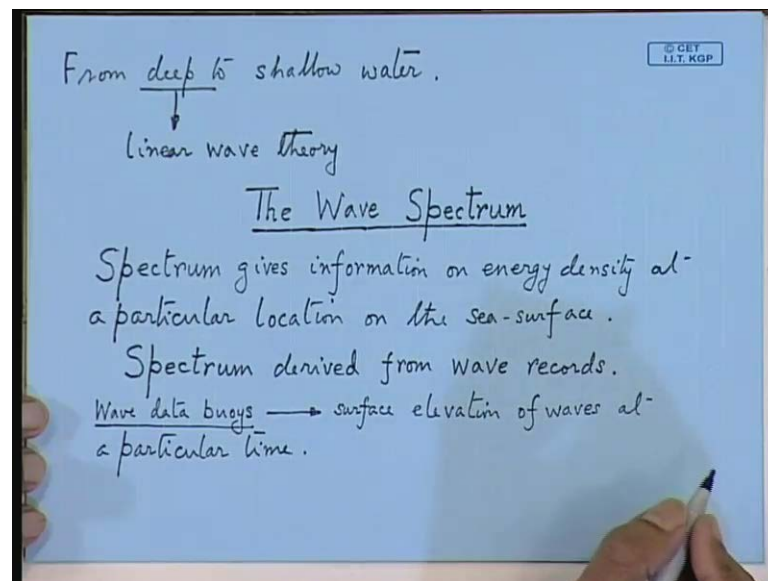 From deep to shallow water.
© CET
I.I.T. KGP
linear wave theory
The Wave Spectrum
Spectrum gives information on energy density at
a particular location on the sea-surface.
Spectrum derived from wave records.
Wave data buoys → surface elevation of waves at
a particular time.